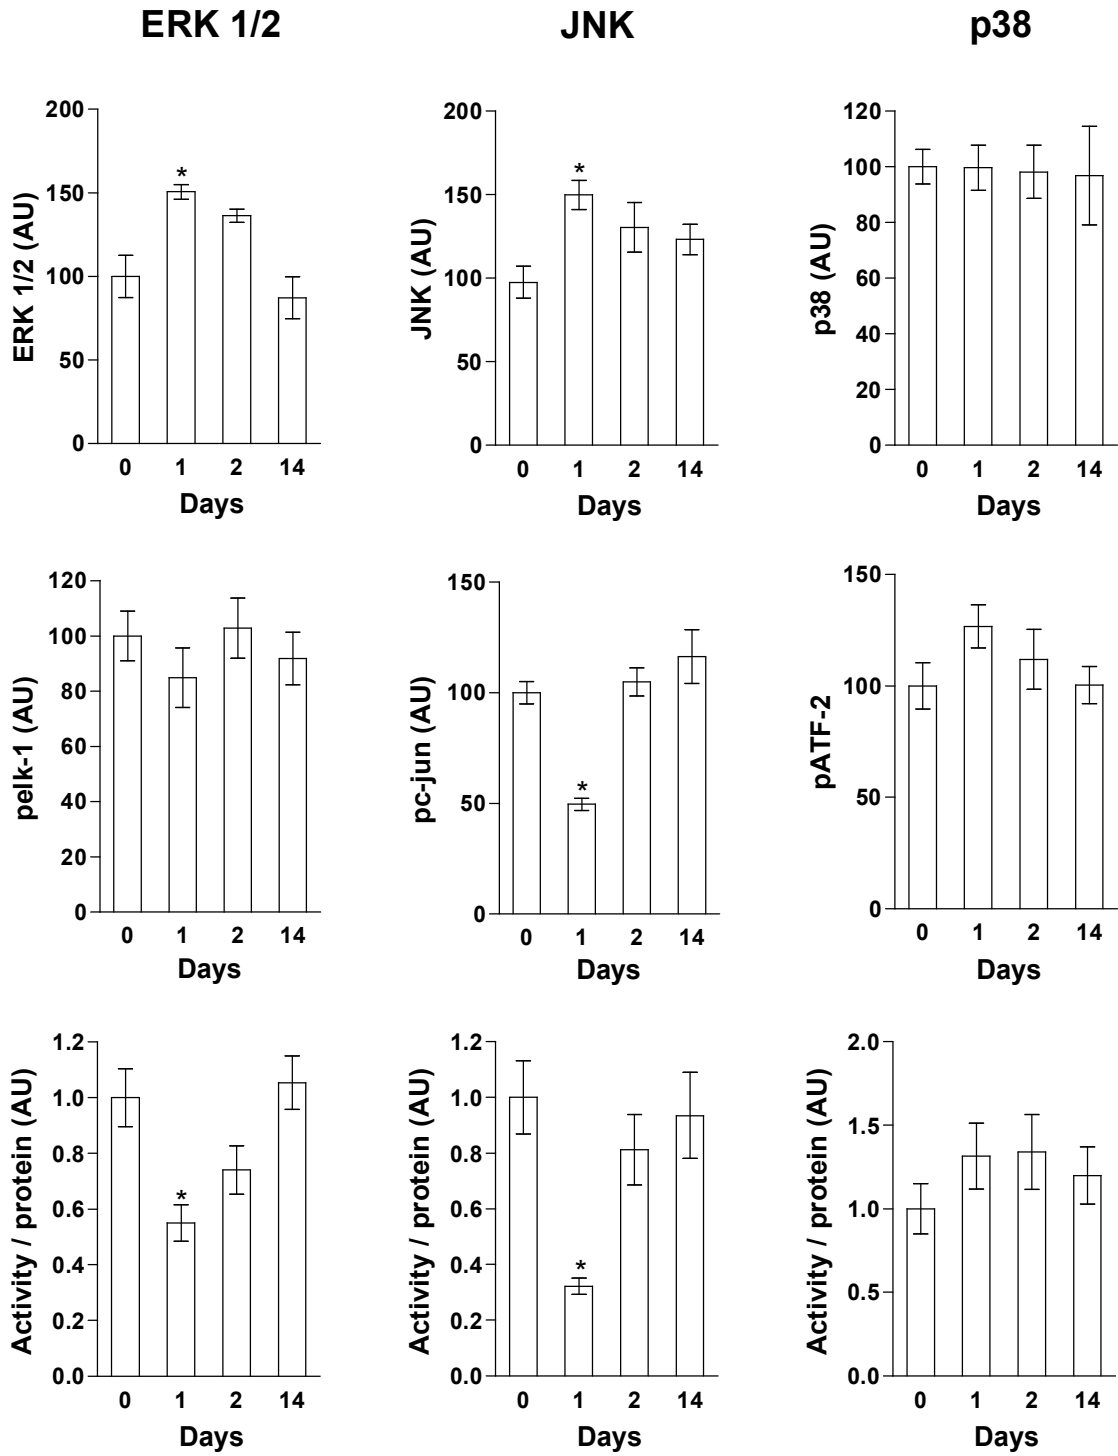 ERK 1/2 JNK p38
ERK 1/2 (AU)
200
150
100
50
0
*
0 1 2 14
Days
JNK (AU)
200
150
100
50
0
*
0 1 2 14
Days
p38 (AU)
120
100
80
60
40
20
0
0 1 2 14
Days
pelk-1 (AU)
120
100
80
60
40
20
0
0 1 2 14
Days
pc-jun (AU)
150
100
50
0
*
0 1 2 14
Days
pATF-2
150
100
50
0
0 1 2 14
Days
Activity / protein (AU)
1.2
1.0
0.8
0.6
0.4
0.2
0.0
*
0 1 2 14
Days
Activity / protein (AU)
1.2
1.0
0.8
0.6
0.4
0.2
0.0
*
0 1 2 14
Days
Activity / protein (AU)
2.0
1.5
1.0
0.5
0.0
0 1 2 14
Days